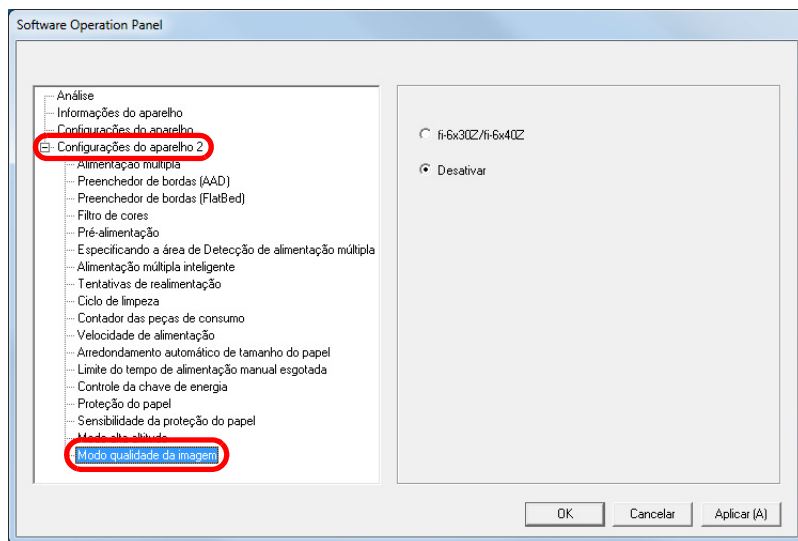 Software Operation Panel
Análise
Informações do aparelho
Configurações do aparelho
Configurações do aparelho 2
Alimentação múltipla
Preenchedor de bordas (AAD)
Preenchedor de bordas (FlatBed)
Filtro de cores
Pré-alimentação
Especificando a área de Detecção de alimentação múltipla
Alimentação múltipla inteligente
Tentativas de realimentação
Ciclo de limpeza
Contador das peças de consumo
Velocidade de alimentação
Arredondamento automático de tamanho do papel
Limite do tempo de alimentação manual esgotada
Controle da chave de energia
Proteção do papel
Sensibilidade da proteção do papel
Modo alta altitude
Modo qualidade da imagem
fi-6x30Z/fi-6x40Z
Desativar
OK
Cancelar
Aplicar (A)